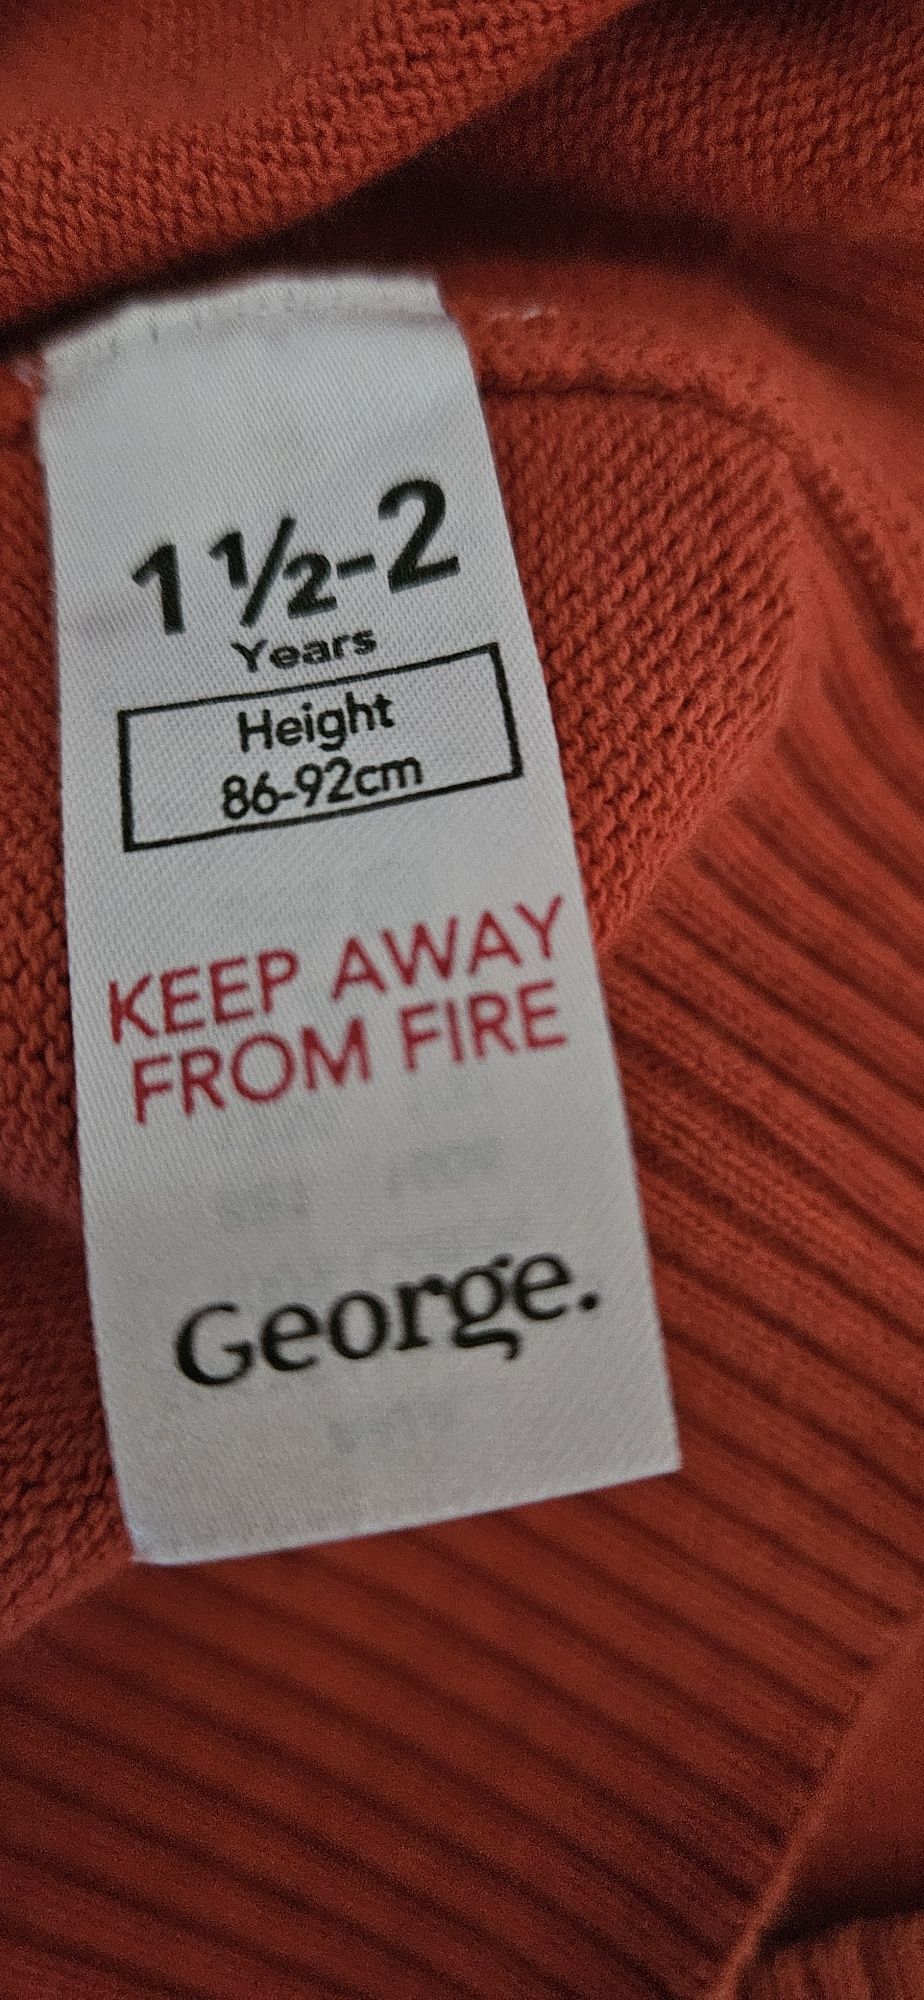 1½-2
Years
Height
86-92cm
KEEP AWAY
FROM FIRE
George.